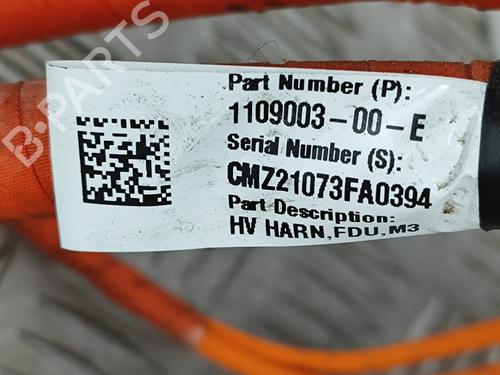 B-PARTS
Part Number (P):
1109003-00-E
Serial Number (S):
CMZ21073FA0394
Part Description:
HV HARN,FDU,M3